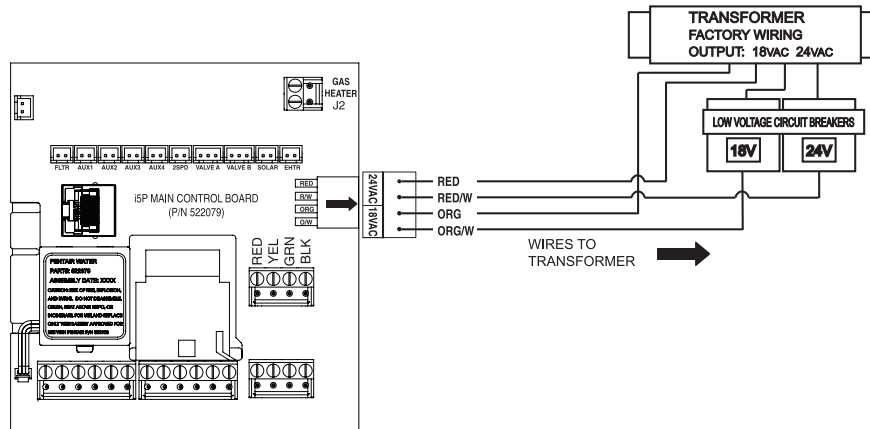 TRANSFORMER
FACTORY WIRING
OUTPUT: 18VAC 24VAC
LOW VOLTAGE CIRCUIT BREAKERS
18V
24V
GAS
HEATER
J2
FLTR AUX1 AUX2 AUX3 AUX4 2SPD VALVE A VALVE B SOLAR EHTR
i5P MAIN CONTROL BOARD
(P/N 522079)
RED
R/W
ORG
O/W
24VAC
18VAC
RED
RED/W
ORG
ORG/W
WIRES TO
TRANSFORMER
RED
YEL
GRN
BLK
PENTAIR WATER
ASSEMBLY DATE: XXXX